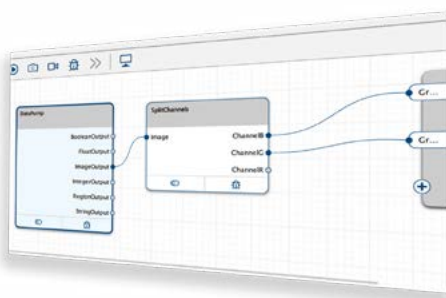 DataPump
BooleanOutput
FloatOutput
ImageOutput
IntegerOutput
RegionOutput
StringOutput
SplitChannels
Image
ChannelB
ChannelG
ChannelR
Gr...
Gr...